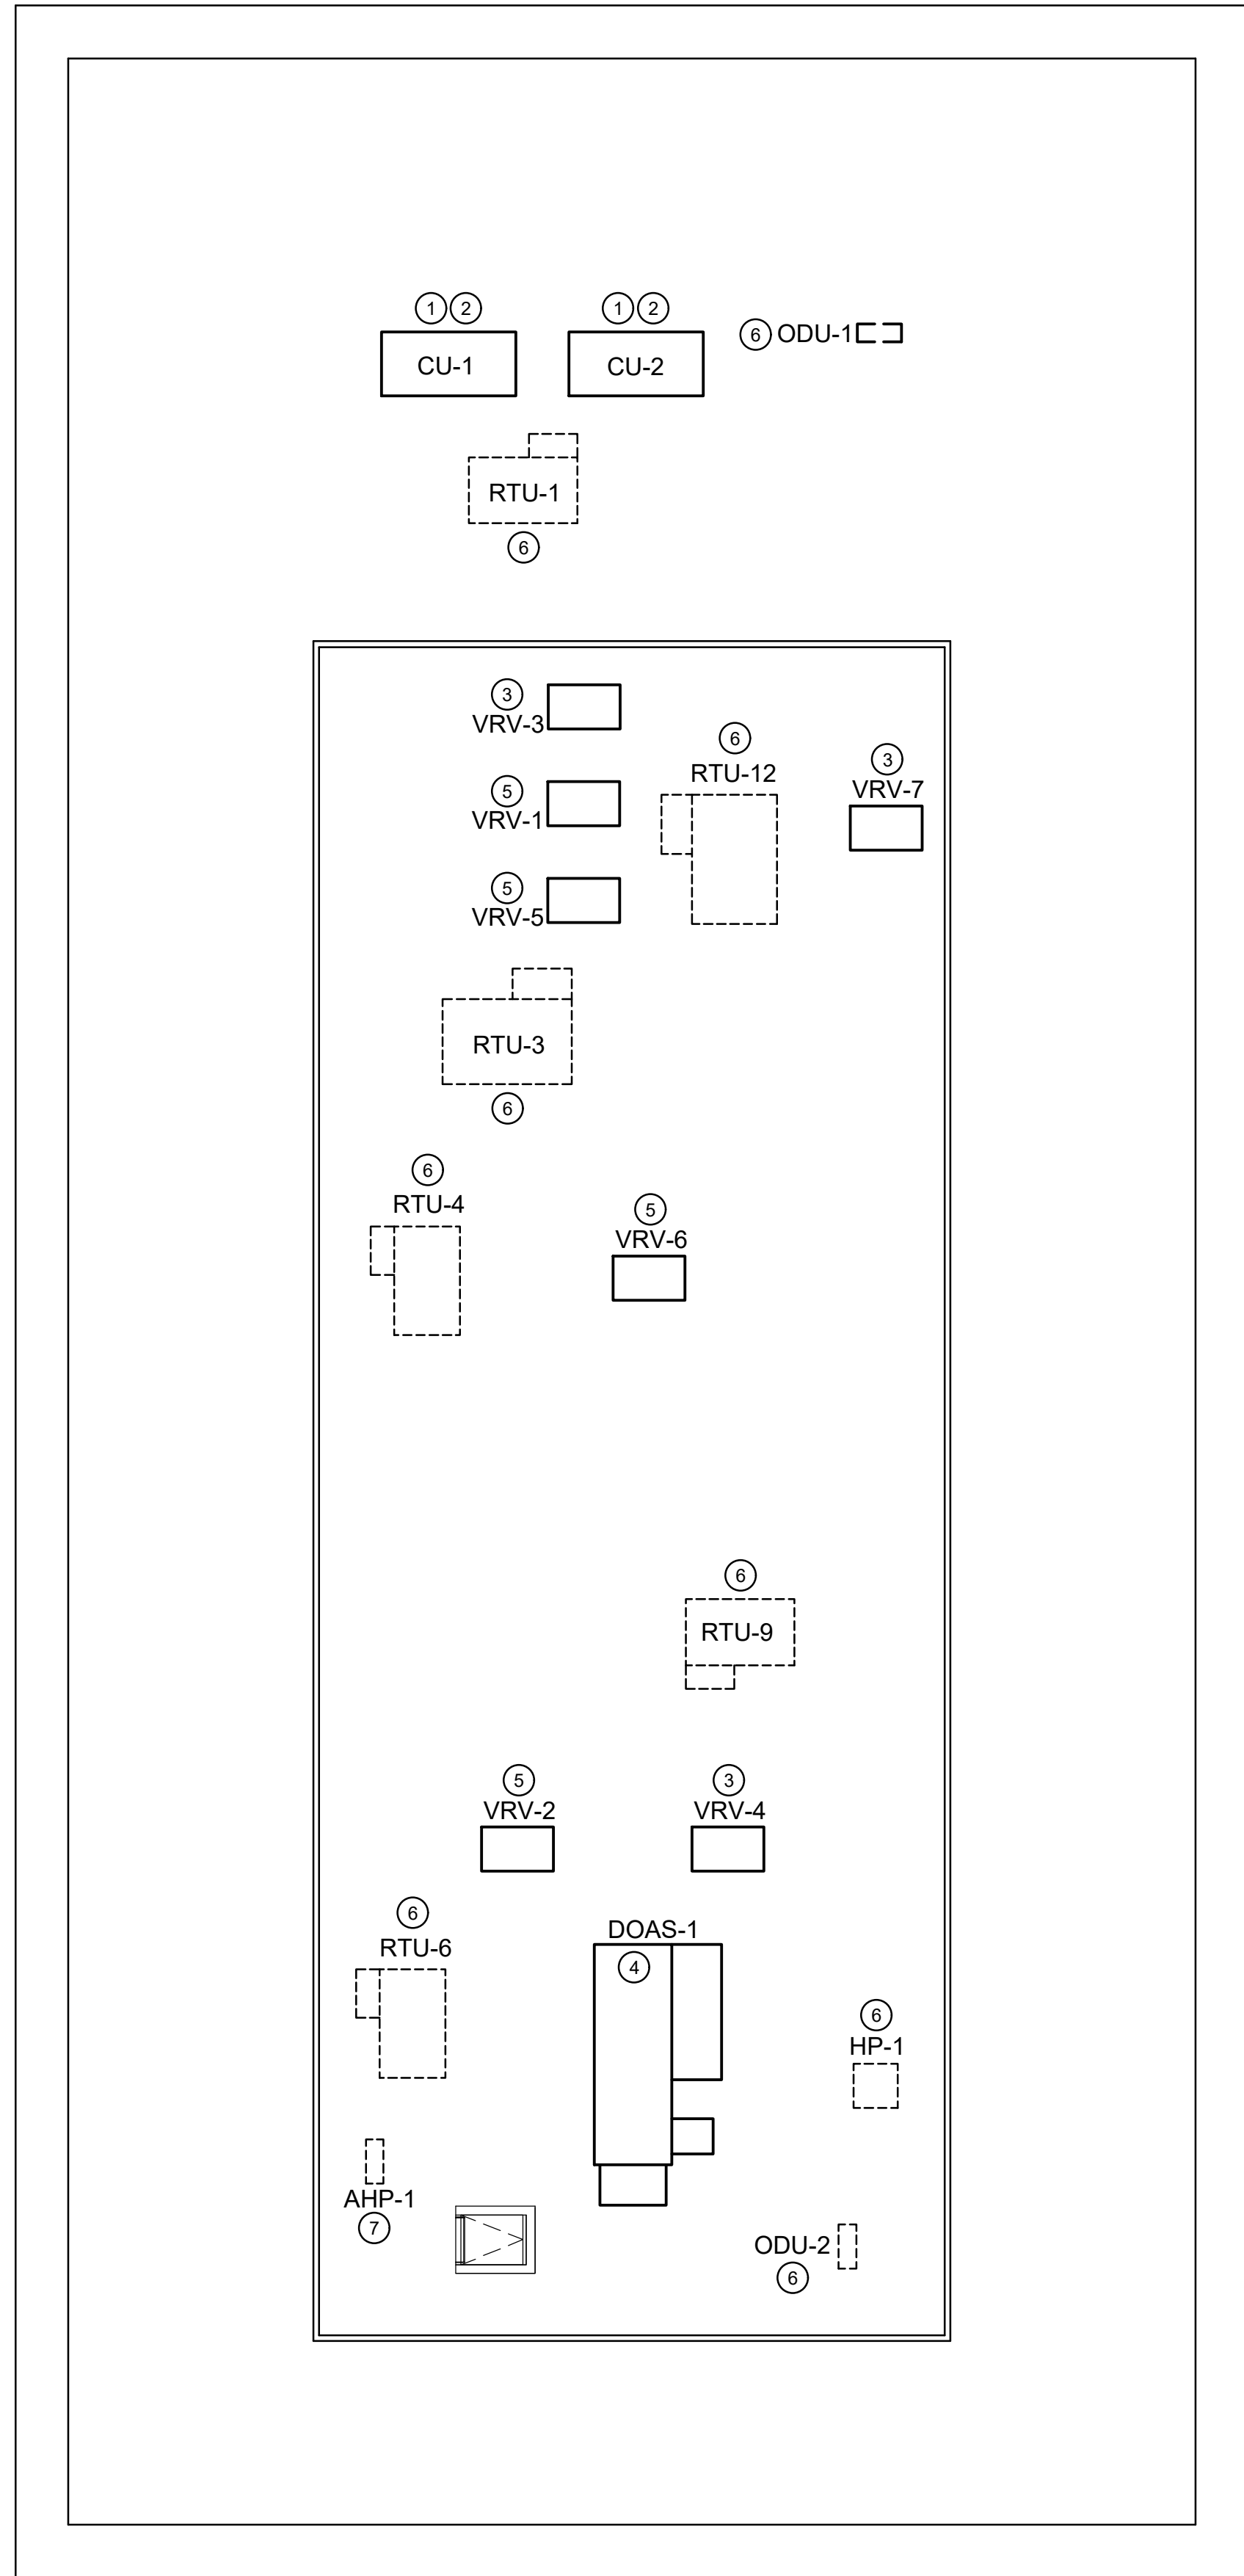 1 2
CU-1
1 2
CU-2
6 ODU-1
RTU-1
6
3
VRV-3
6
RTU-12
3
VRV-7
5
VRV-1
5
VRV-5
RTU-3
6
6
RTU-4
5
VRV-6
6
RTU-9
5
VRV-2
3
VRV-4
6
RTU-6
DOAS-1
4
6
HP-1
AHP-1
7
ODU-2
6